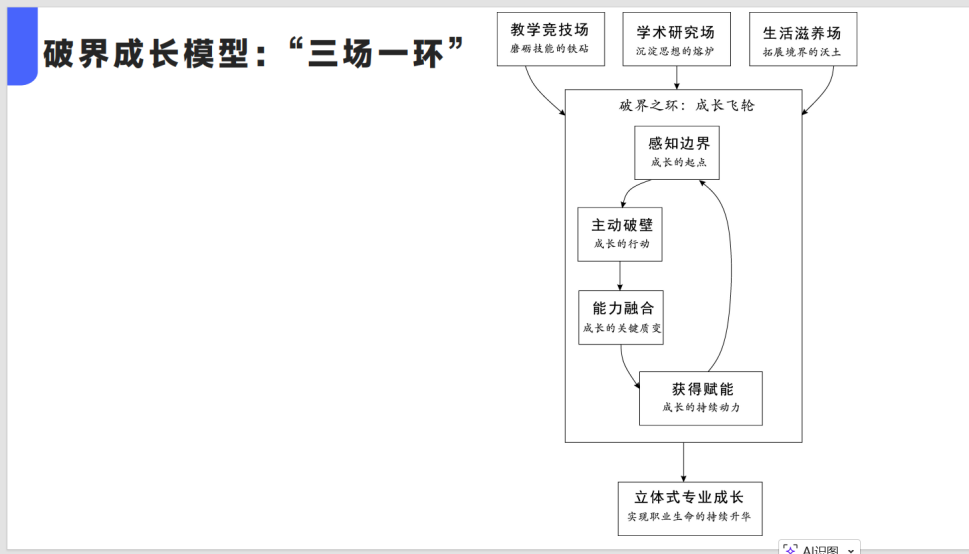 破界成长模型：“三场一环”
教学竞技场
磨砺技能的铁砧
学术研究场
沉淀思想的熔炉
生活滋养场
拓展境界的沃土
破界之环：成长飞轮
感知边界
成长的起点
主动破壁
成长的行动
能力融合
成长的关键质变
获得赋能
成长的持续动力
立体式专业成长
实现职业生命的持续升华
AI识图